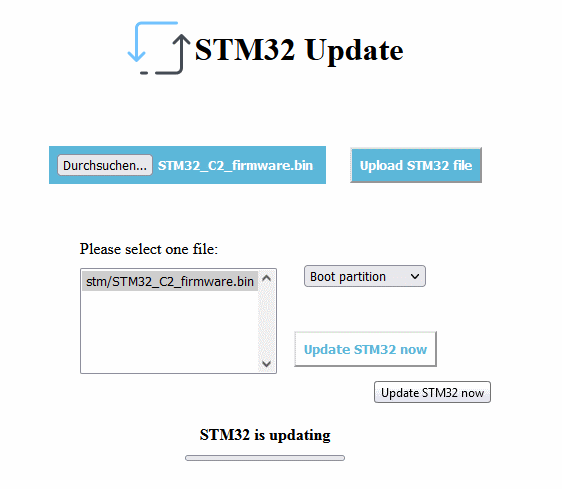 STM32 Update
Durchsuchen... STM32_C2_firmware.bin
Upload STM32 file
Please select one file:
stm/STM32_C2_firmware.bin
Boot partition
Update STM32 now
Update STM32 now
STM32 is updating